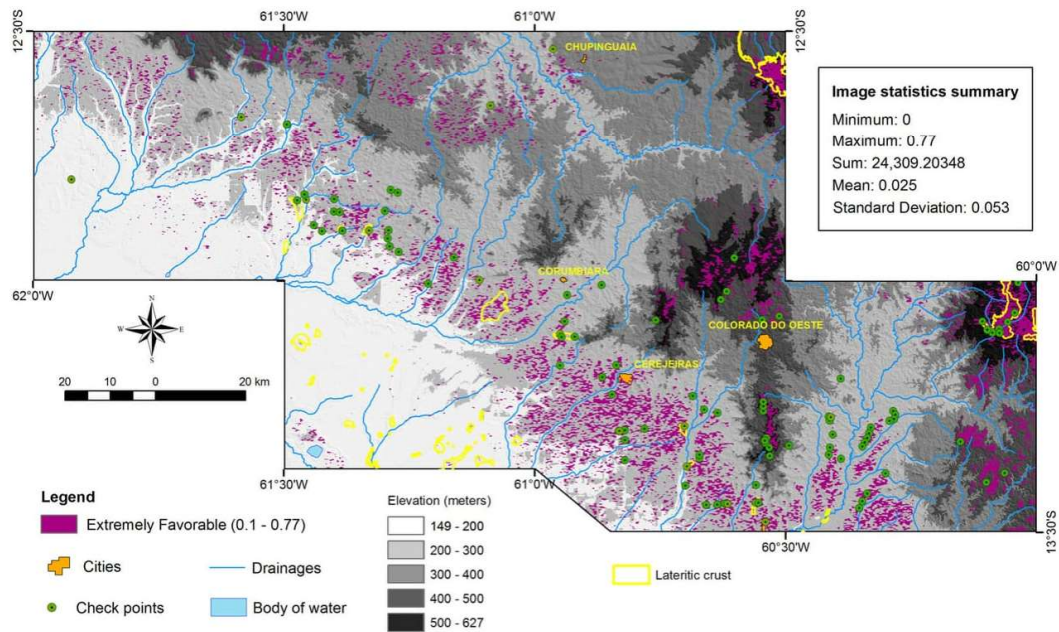 61°30'W
61°0'W
12°30'S
12°30'S
CHUPINGUAIA
Image statistics summary
Minimum: 0
Maximum: 0.77
Sum: 24,309.20348
Mean: 0.025
Standard Deviation: 0.053
60°0'W
62°0'W
CORUMBIARA
N
W
E
S
COLORADO DO OESTE
CEREJEIRAS
20 10 0 20 km
61°30'W
61°0'W
13°30'S
60°30'W
Legend
Extremely Favorable (0.1 - 0.77)
Cities
Drainages
Check points
Body of water
Elevation (meters)
149 - 200
200 - 300
300 - 400
400 - 500
500 - 627
Lateritic crust